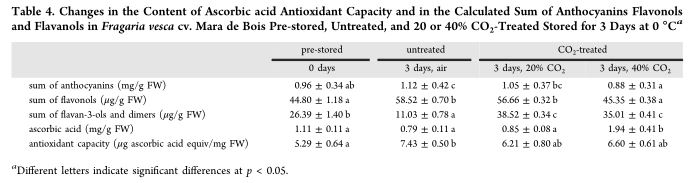 Table 4. Changes in the Content of Ascorbic acid Antioxidant Capacity and in the Calculated Sum of Anthocyanins Flavonols
and Flavanols in Fragaria vesca cv. Mara de Bois Pre-stored, Untreated, and 20 or 40% CO₂-Treated Stored for 3 Days at 0 °Cᵃ
pre-stored untreated CO₂-treated
0 days 3 days, air 3 days, 20% CO₂ 3 days, 40% CO₂
sum of anthocyanins (mg/g FW) 0.96 ± 0.34 ab 1.12 ± 0.42 c 1.05 ± 0.37 bc 0.88 ± 0.31 a
sum of flavonols (μg/g FW) 44.80 ± 1.18 a 58.52 ± 0.70 b 56.66 ± 0.32 b 45.35 ± 0.38 a
sum of flavan-3-ols and dimers (μg/g FW) 26.39 ± 1.40 b 11.03 ± 0.78 a 38.52 ± 0.34 c 35.01 ± 0.41 c
ascorbic acid (mg/g FW) 1.11 ± 0.11 a 0.79 ± 0.11 a 0.85 ± 0.08 a 1.94 ± 0.41 b
antioxidant capacity (μg ascorbic acid equiv/mg FW) 5.29 ± 0.64 a 7.43 ± 0.50 b 6.21 ± 0.80 ab 6.60 ± 0.61 ab
ᵃDifferent letters indicate significant differences at p < 0.05.